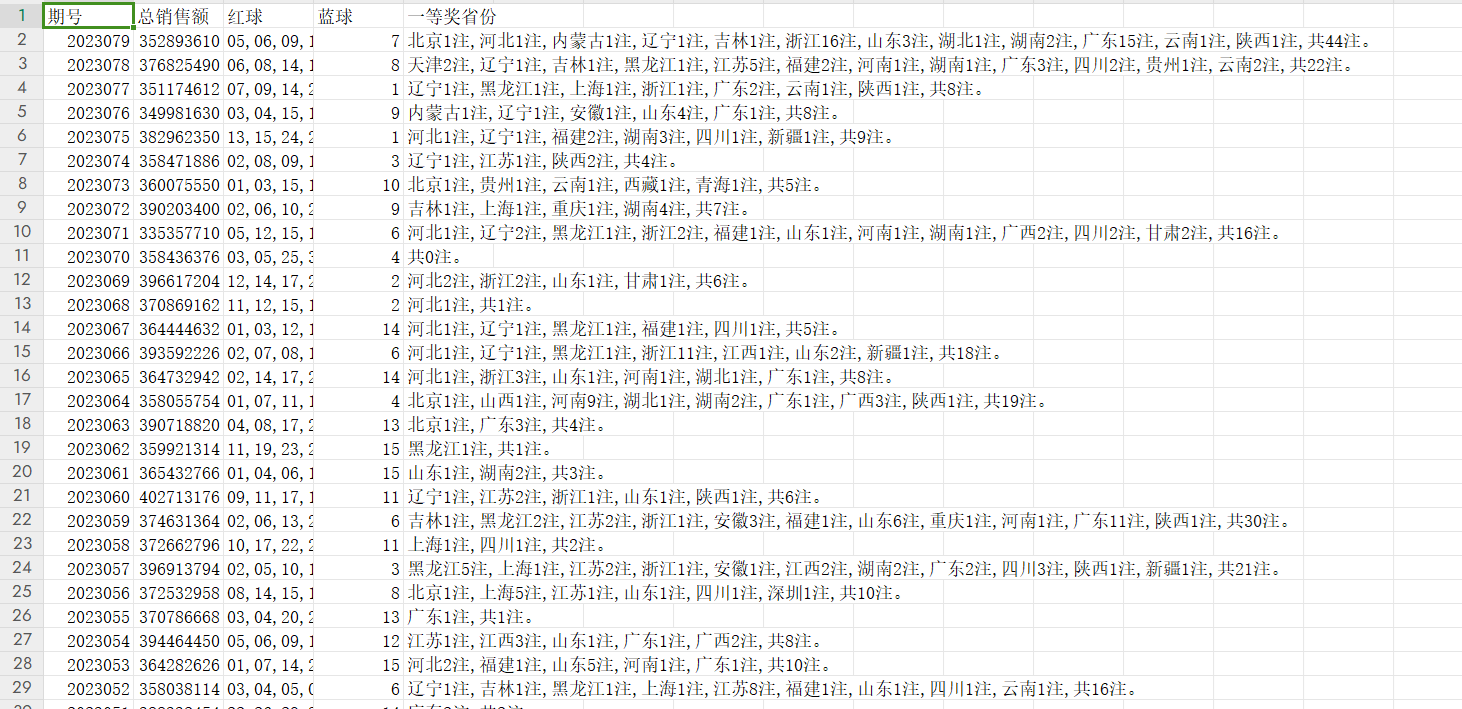 1 期号 总销售额 红球 蓝球 一等奖省份
2 2023079 352893610 05,06,09,1 7 北京1注,河北1注,内蒙古1注,辽宁1注,吉林1注,浙江16注,山东3注,湖北1注,湖南2注,广东15注,云南1注,陕西1注,共44注。
3 2023078 376825490 06,08,14,1 8 天津2注,辽宁1注,吉林1注,黑龙江1注,江苏5注,福建2注,河南1注,湖南1注,广东3注,四川2注,贵州1注,云南2注,共22注。
4 2023077 351174612 07,09,14,2 1 辽宁1注,黑龙江1注,上海1注,浙江1注,广东2注,云南1注,陕西1注,共8注。
5 2023076 349981630 03,04,15,1 9 内蒙古1注,辽宁1注,安徽1注,山东4注,广东1注,共8注。
6 2023075 382962350 13,15,24,2 1 河北1注,辽宁1注,福建2注,湖南3注,四川1注,新疆1注,共9注。
7 2023074 358471886 02,08,09,1 3 辽宁1注,江苏1注,陕西2注,共4注。
8 2023073 360075550 01,03,15,1 10 北京1注,贵州1注,云南1注,西藏1注,青海1注,共5注。
9 2023072 390203400 02,06,10,2 9 吉林1注,上海1注,重庆1注,湖南4注,共7注。
10 2023071 335357710 05,12,15,1 6 河北1注,辽宁2注,黑龙江1注,浙江2注,福建1注,山东1注,河南1注,湖南1注,广西2注,四川2注,甘肃2注,共16注。
11 2023070 358436376 03,05,25,3 4 共0注。
12 2023069 396617204 12,14,17,2 2 河北2注,浙江2注,山东1注,甘肃1注,共6注。
13 2023068 370869162 11,12,15,1 2 河北1注,共1注。
14 2023067 364444632 01,03,12,1 14 河北1注,辽宁1注,黑龙江1注,福建1注,四川1注,共5注。
15 2023066 393592226 02,07,08,1 6 河北1注,辽宁1注,黑龙江1注,浙江11注,江西1注,山东2注,新疆1注,共18注。
16 2023065 364732942 02,14,17,2 14 河北1注,浙江3注,山东1注,河南1注,湖北1注,广东1注,共8注。
17 2023064 358055754 01,07,11,1 4 北京1注,山西1注,河南9注,湖北1注,湖南2注,广东1注,广西3注,陕西1注,共19注。
18 2023063 390718820 04,08,17,2 13 北京1注,广东3注,共4注。
19 2023062 359921314 11,19,23,2 15 黑龙江1注,共1注。
20 2023061 365432766 01,04,06,1 15 山东1注,湖南2注,共3注。
21 2023060 402713176 09,11,17,1 11 辽宁1注,江苏2注,浙江1注,山东1注,陕西1注,共6注。
22 2023059 374631364 02,06,13,2 6 吉林1注,黑龙江2注,江苏2注,浙江1注,安徽3注,福建1注,山东6注,重庆1注,河南1注,广东11注,陕西1注,共30注。
23 2023058 372662796 10,17,22,2 11 上海1注,四川1注,共2注。
24 2023057 396913794 02,05,10,1 3 黑龙江5注,上海1注,江苏2注,浙江1注,安徽1注,江西2注,湖南2注,广东2注,四川3注,陕西1注,新疆1注,共21注。
25 2023056 372532958 08,14,15,1 8 北京1注,上海5注,江苏1注,山东1注,四川1注,深圳1注,共10注。
26 2023055 370786668 03,04,20,2 13 广东1注,共1注。
27 2023054 394464450 05,06,09,1 12 江苏1注,江西3注,山东1注,广东1注,广西2注,共8注。
28 2023053 364282626 01,07,14,2 15 河北2注,福建1注,山东5注,河南1注,广东1注,共10注。
29 2023052 358038114 03,04,05,0 6 辽宁1注,吉林1注,黑龙江1注,上海1注,江苏8注,福建1注,山东1注,四川1注,云南1注,共16注。